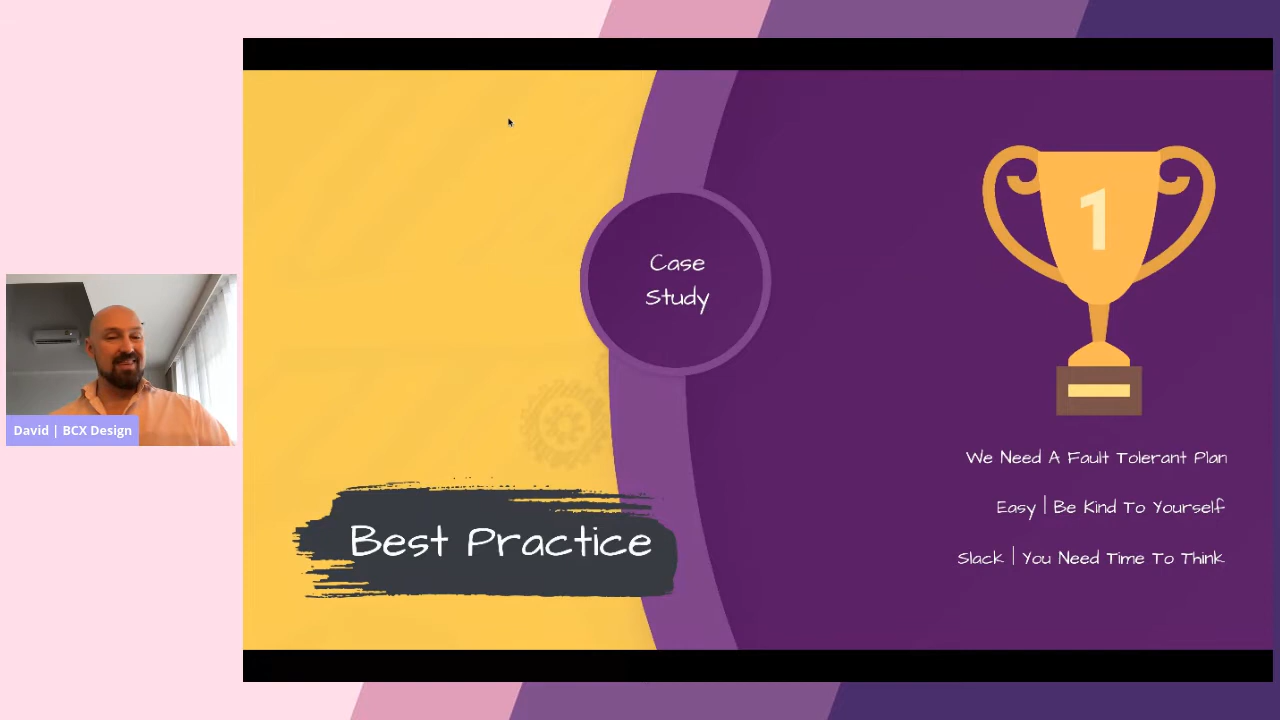 Case
Study
1
We Need A Fault Tolerant Plan
Easy | Be Kind To Yourself
Slack | You Need Time To Think
Best Practice
David | BCX Design